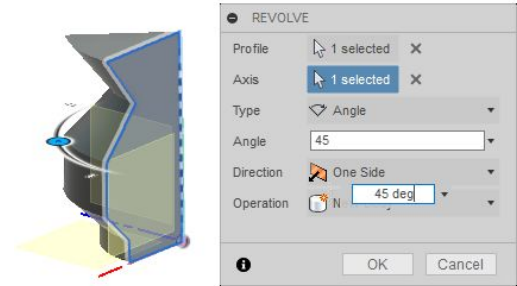 REVOLVE
Profile 1 selected
Axis 1 selected
Type Angle
Angle 45
Direction One Side
45 deg
Operation
OK Cancel